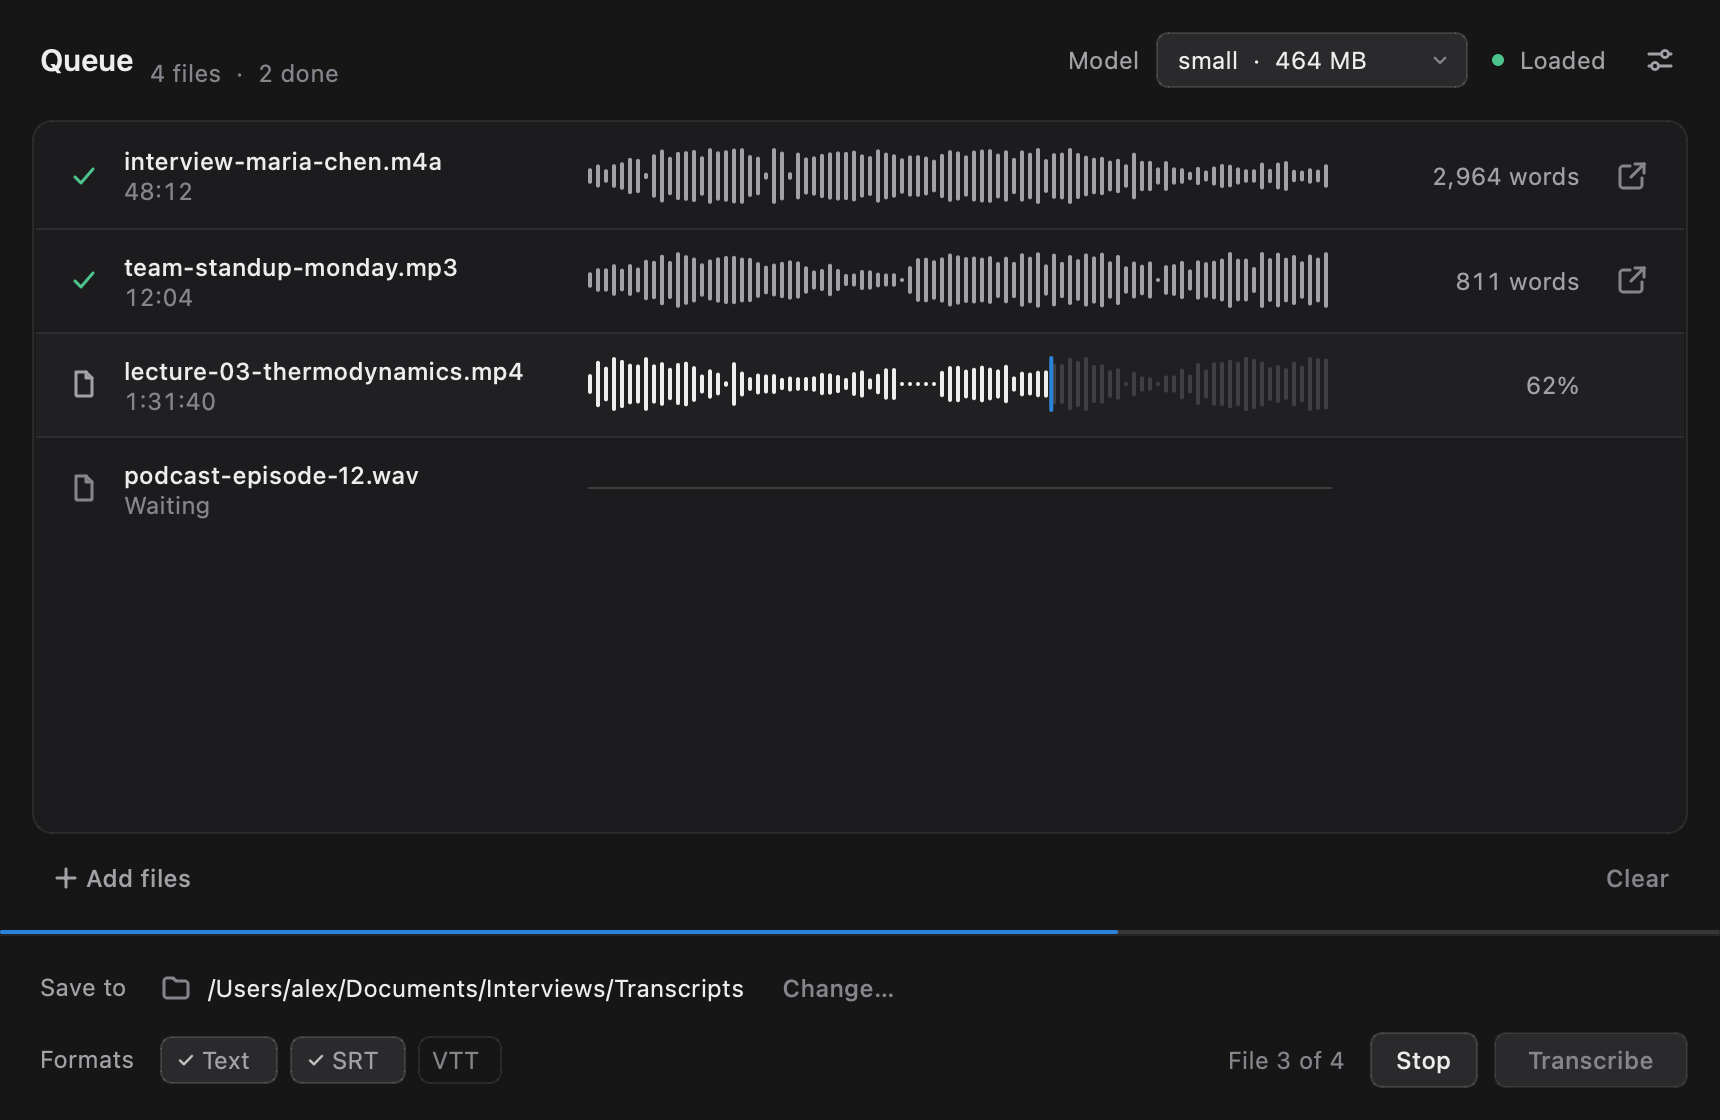 Queue 4 files · 2 done Model small · 464 MB Loaded
interview-maria-chen.m4a
48:12
2,964 words
team-standup-monday.mp3
12:04
811 words
lecture-03-thermodynamics.mp4
1:31:40
62%
podcast-episode-12.wav
Waiting
Add files Clear
Save to /Users/alex/Documents/Interviews/Transcripts Change...
Formats Text SRT VTT File 3 of 4 Stop Transcribe